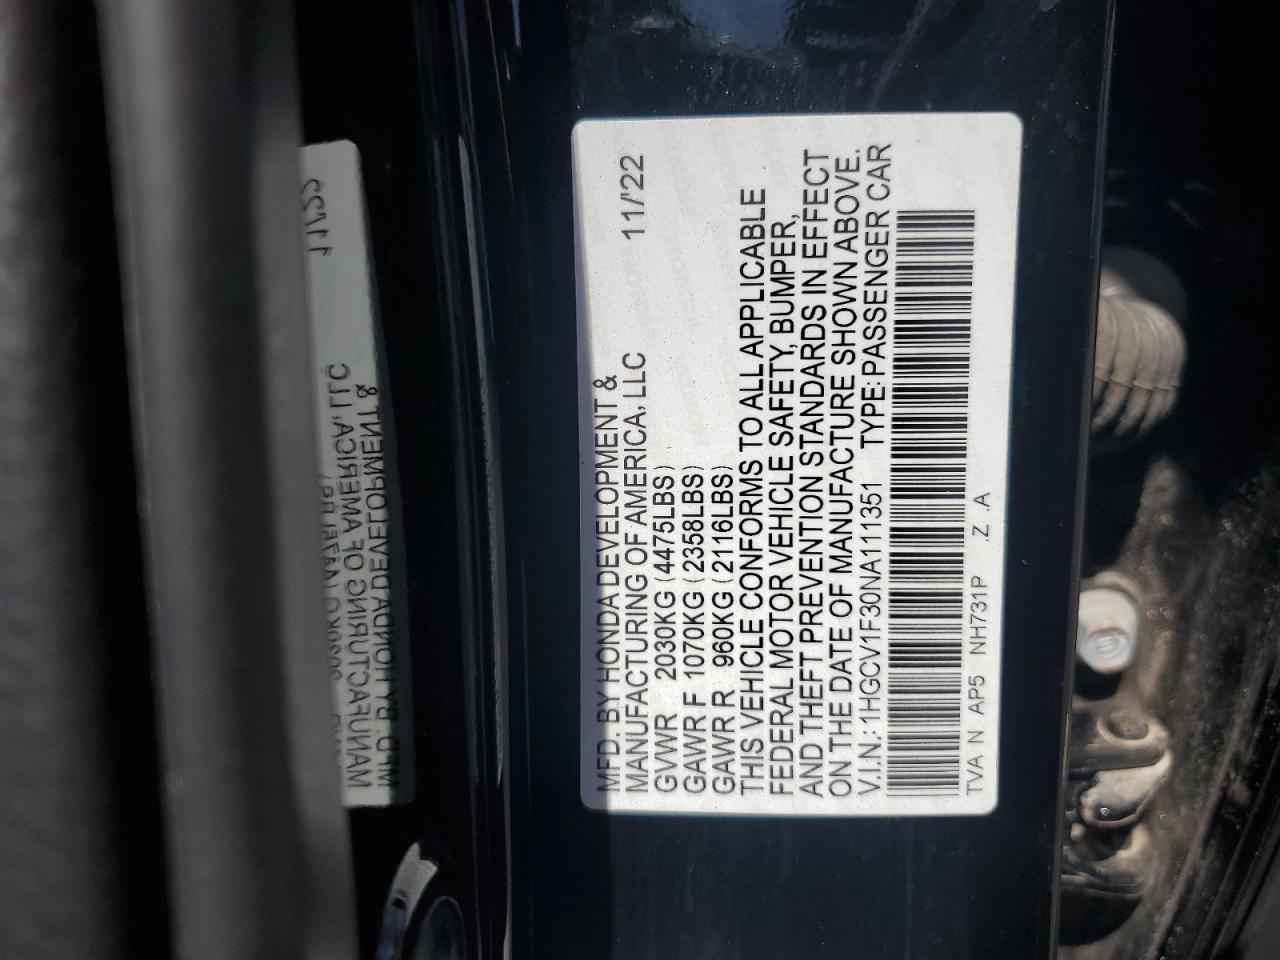 MFD. BY HONDA DEVELOPMENT &
MANUFACTURING OF AMERICA, LLC 11/'22
GVWR 2030KG (4475LBS)
GAWR F 1070KG (2358LBS)
GAWR R 960KG (2116LBS)
THIS VEHICLE CONFORMS TO ALL APPLICABLE
FEDERAL MOTOR VEHICLE SAFETY, BUMPER,
AND THEFT PREVENTION STANDARDS IN EFFECT
ON THE DATE OF MANUFACTURE SHOWN ABOVE.
V.I.N.: 1HGCV1F30NA111351 TYPE: PASSENGER CAR
TVA N AP5 NH731P .Z .A
MFD. BY HONDA DEVELOPMENT &
MANUFACTURING OF AMERICA, LLC 11/'22